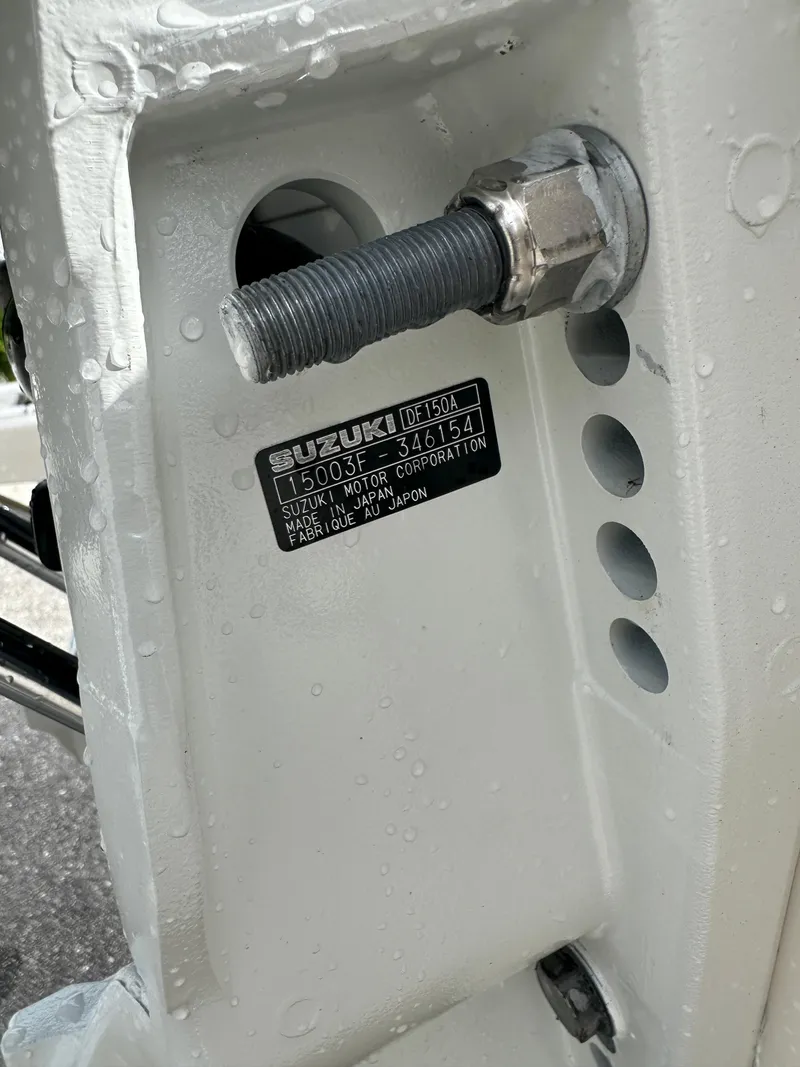 SUZUKI DF150A
15003F - 346154
SUZUKI MOTOR CORPORATION
MADE IN JAPAN
FABRIQUE AU JAPON